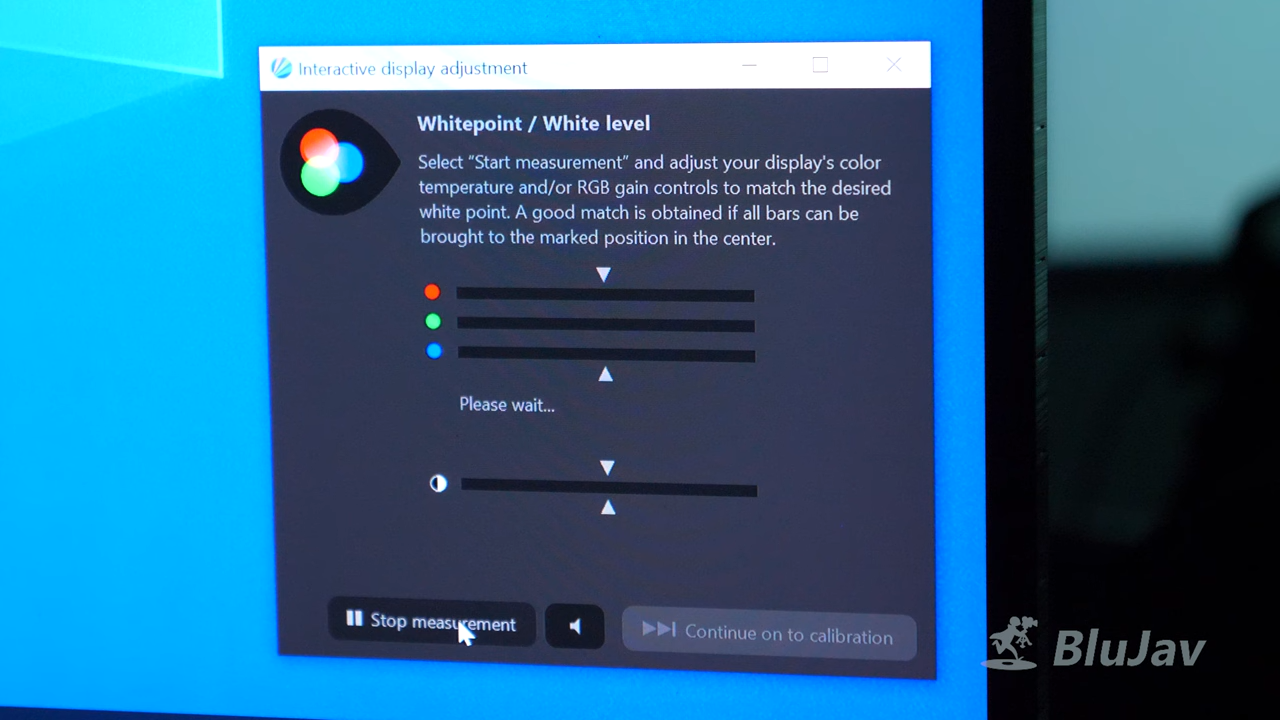 Interactive display adjustment
Whitepoint / White level
Select “Start measurement” and adjust your display's color
temperature and/or RGB gain controls to match the desired
white point. A good match is obtained if all bars can be
brought to the marked position in the center.
Please wait...
Stop measurement
Continue on to calibration
BluJav